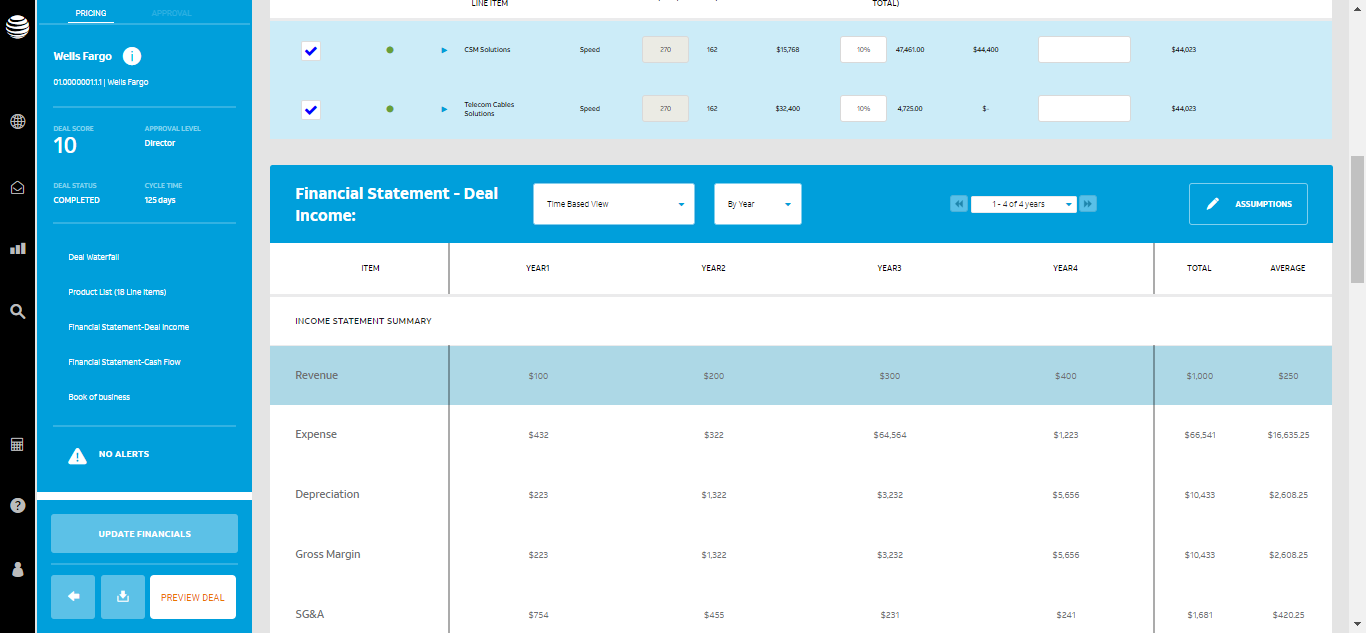 PRICING
APPROVAL
Wells Fargo
i
01.0000001.1.1 | Wells Fargo
DEAL SCORE
APPROVAL LEVEL
10
Director
DEAL STATUS
CYCLE TIME
COMPLETED
125 days
Deal Waterfall
Product List (18 Line Items)
Financial Statement-Deal Income
Financial Statement-Cash Flow
Book of business
NO ALERTS
UPDATE FINANCIALS
PREVIEW DEAL
LINE ITEM
TOTAL)
CSM Solutions Speed 270 162 $15,768 10% 47,461.00 $44,400 $44,023
Telecom Cables
Solutions
Speed 270 162 $32,400 10% 4,725.00 $- $44,023
Financial Statement - Deal
Income:
Time Based View
By Year
1 - 4 of 4 years
ASSUMPTIONS
ITEM YEAR1 YEAR2 YEAR3 YEAR4 TOTAL AVERAGE
INCOME STATEMENT SUMMARY
Revenue $100 $200 $300 $400 $1,000 $250
Expense $432 $322 $64,564 $1,223 $66,541 $16,635.25
Depreciation $223 $1,322 $3,232 $5,656 $10,433 $2,608.25
Gross Margin $223 $1,322 $3,232 $5,656 $10,433 $2,608.25
SG&A $754 $455 $231 $241 $1,681 $420.25